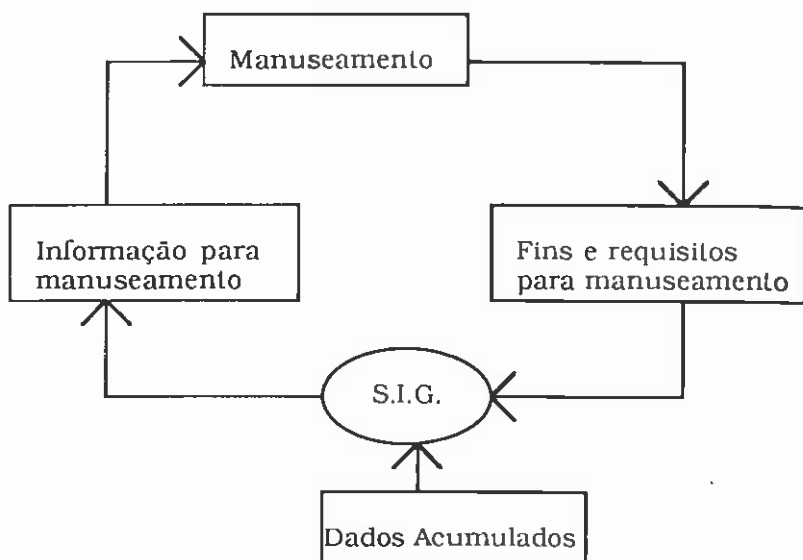 Manuseamento
Informação para
manuseamento
Fins e requisitos
para manuseamento
S.I.G.
Dados Acumulados